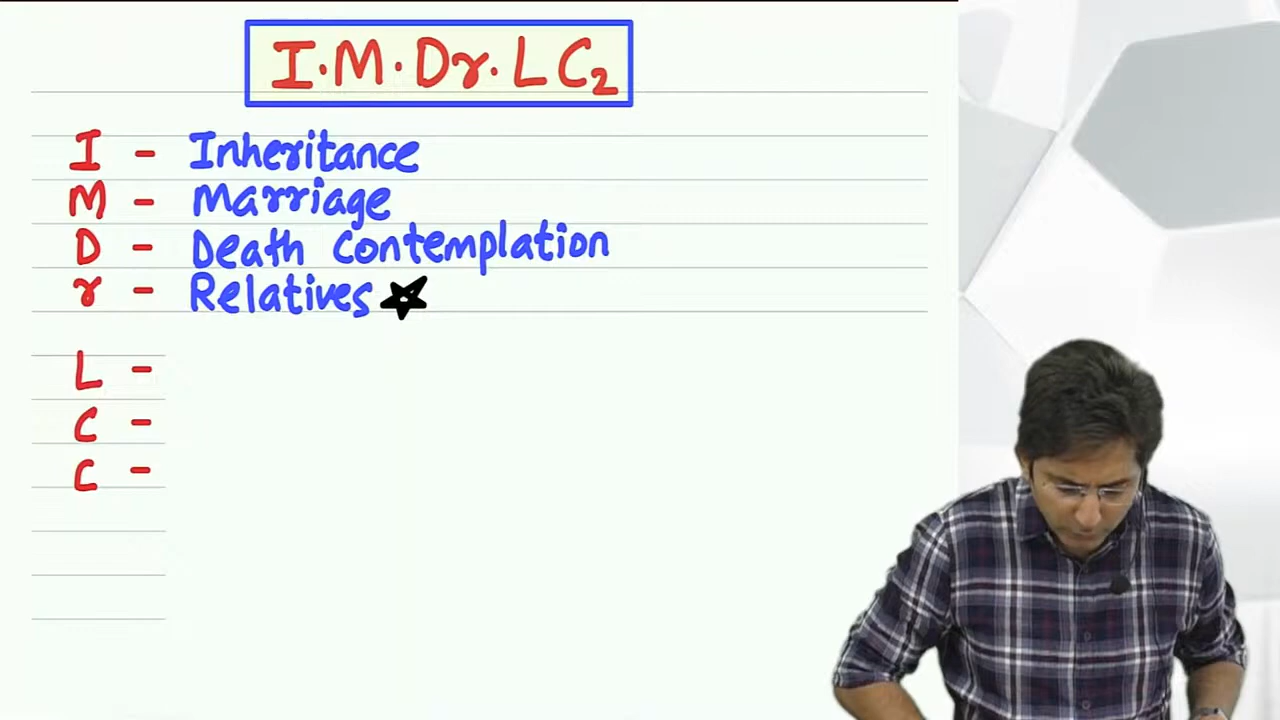 I.M.Dr.LC₂
I - Inheritance
M - Marriage
D - Death Contemplation
r - Relatives ☆
L -
C -
C -